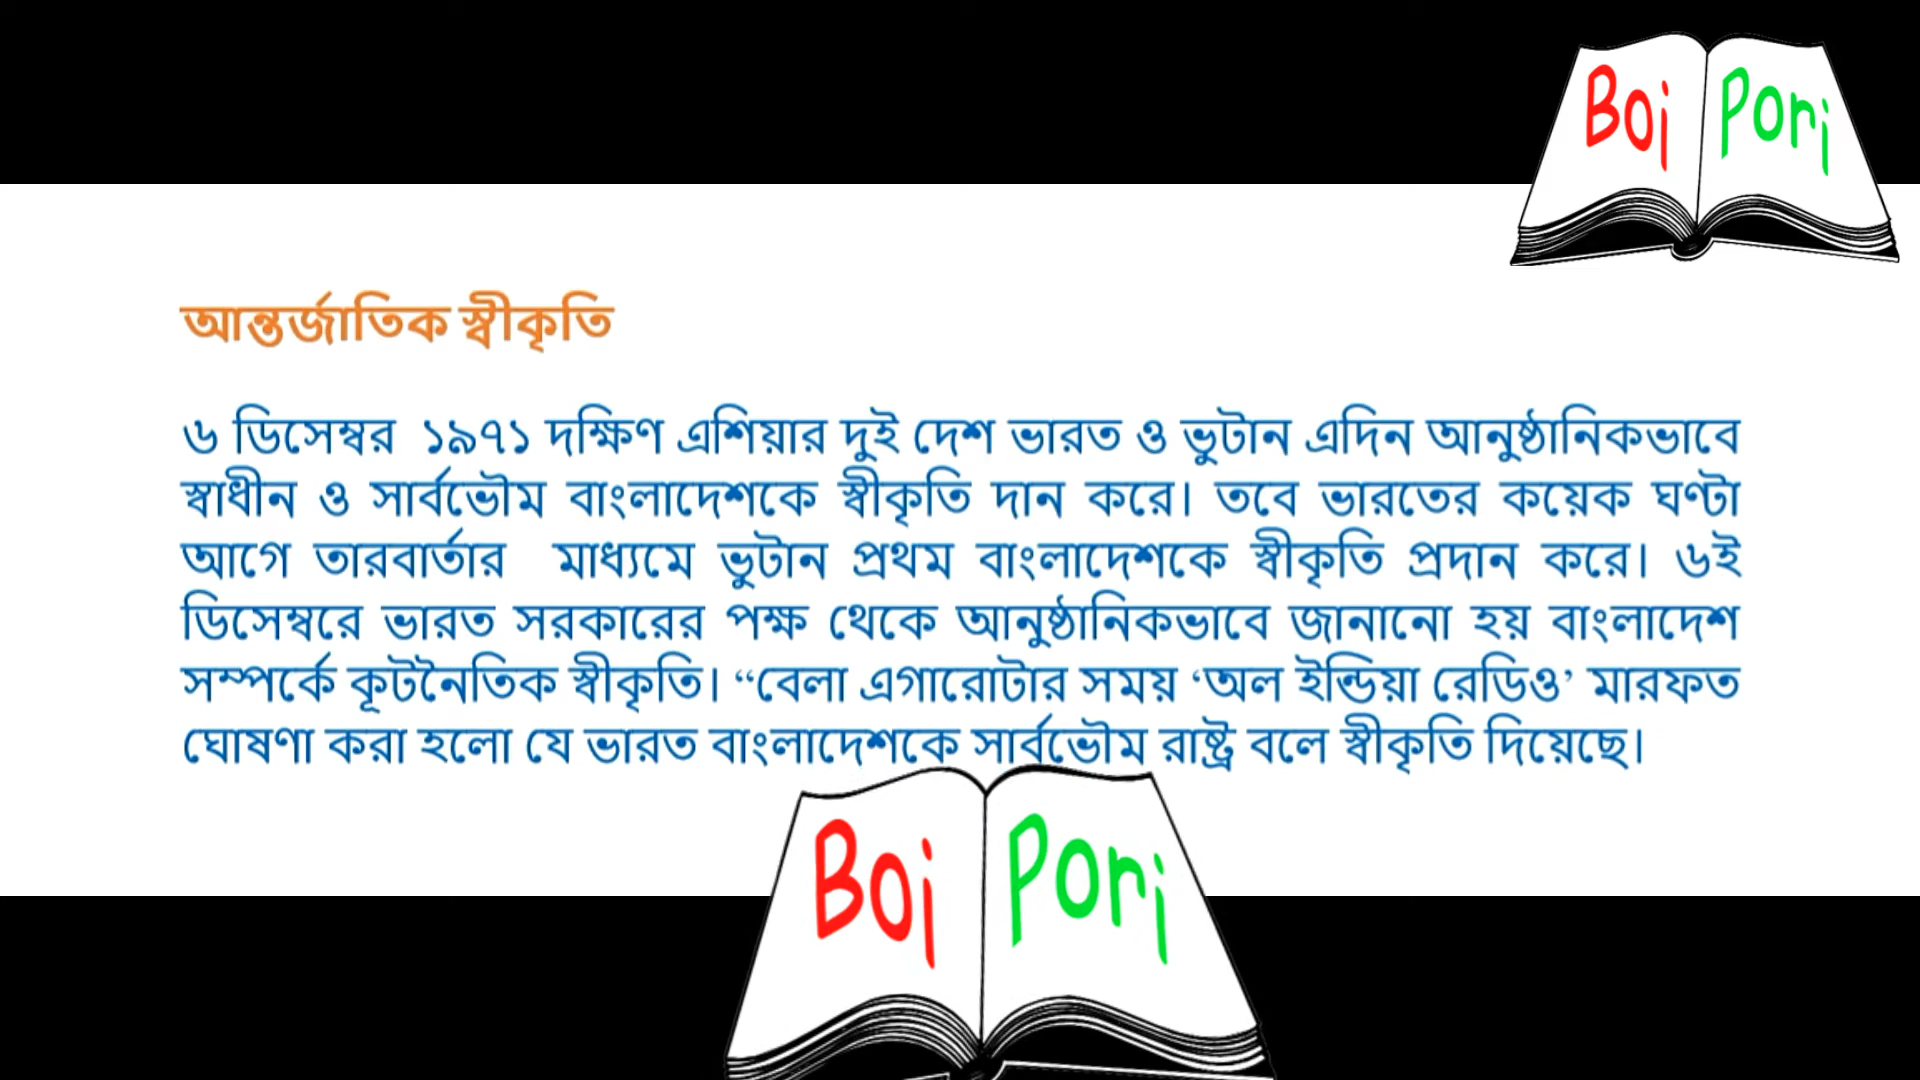 Boi Pori
আন্তর্জাতিক স্বীকৃতি
৬ ডিসেম্বর ১৯৭১ দক্ষিণ এশিয়ার দুই দেশ ভারত ও ভুটান এদিন আনুষ্ঠানিকভাবে
স্বাধীন ও সার্বভৌম বাংলাদেশকে স্বীকৃতি দান করে। তবে ভারতের কয়েক ঘণ্টা
আগে তারবার্তার মাধ্যমে ভুটান প্রথম বাংলাদেশকে স্বীকৃতি প্রদান করে। ৬ই
ডিসেম্বরে ভারত সরকারের পক্ষ থেকে আনুষ্ঠানিকভাবে জানানো হয় বাংলাদেশ
সম্পর্কে কূটনৈতিক স্বীকৃতি। “বেলা এগারোটার সময় ‘অল ইন্ডিয়া রেডিও’ মারফত
ঘোষণা করা হলো যে ভারত বাংলাদেশকে সার্বভৌম রাষ্ট্র বলে স্বীকৃতি দিয়েছে।
Boi Pori